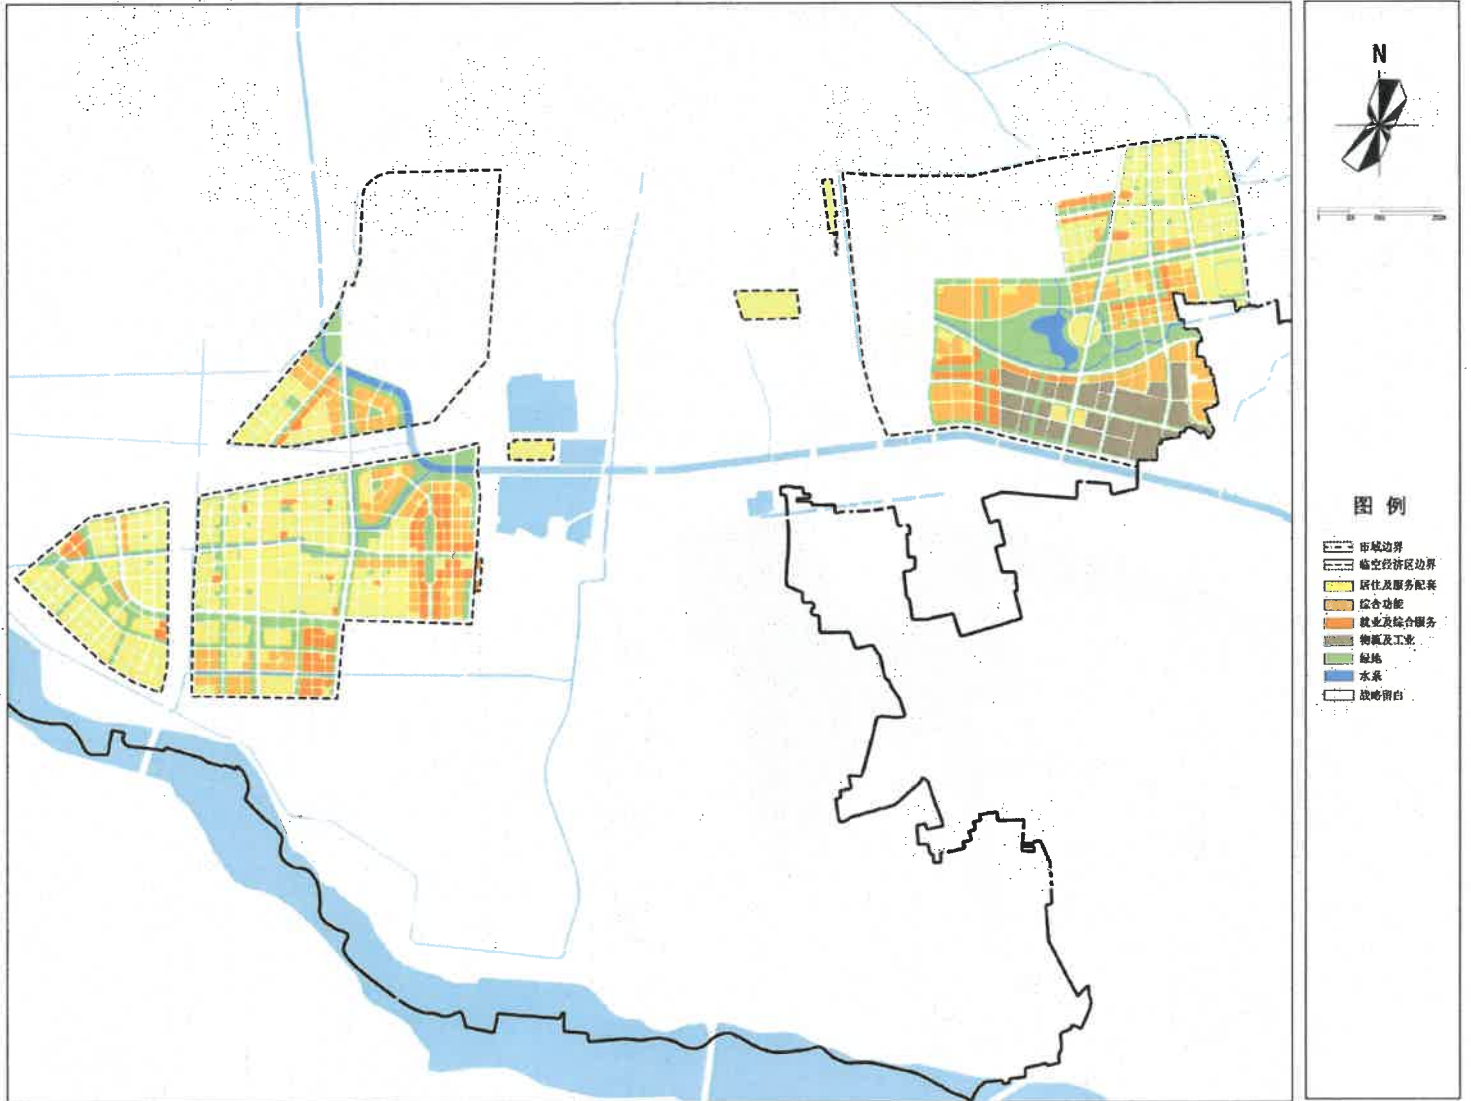 N
图 例
市域边界
临空经济区边界
居住及服务配套
综合功能
就业及综合服务
物流及工业
绿地
水系
战略留白